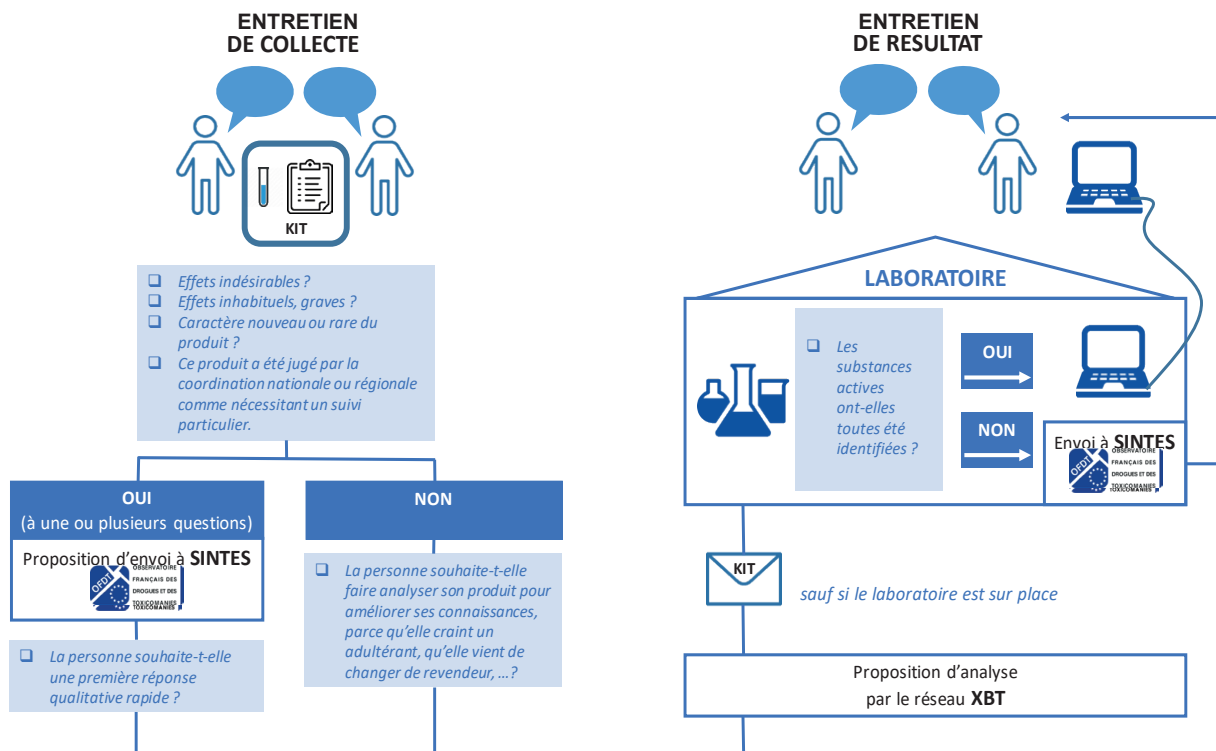 ENTRETIEN
DE COLLECTE
KIT
❑ Effets indésirables ?
❑ Effets inhabituels, graves ?
❑ Caractère nouveau ou rare du
produit ?
❑ Ce produit a été jugé par la
coordination nationale ou régionale
comme nécessitant un suivi
particulier.
OUI
(à une ou plusieurs questions)
Proposition d'envoi à SINTES
OFDT
OBSERVATOIRE
FRANÇAIS DES
DROGUES ET DES
TOXICOMANIES
TOXICOMANIES
❑ La personne souhaite-t-elle
une première réponse
qualitative rapide ?
NON
❑ La personne souhaite-t-elle
faire analyser son produit pour
améliorer ses connaissances,
parce qu'elle craint un
adultérant, qu'elle vient de
changer de revendeur, …?
ENTRETIEN
DE RESULTAT
LABORATOIRE
❑ Les
substances
actives
ont-elles
toutes été
identifiées ?
OUI
NON
Envoi à SINTES
OFDT
OBSERVATOIRE
FRANÇAIS DES
DROGUES ET DES
TOXICOMANIES
TOXICOMANIES
KIT
sauf si le laboratoire est sur place
Proposition d'analyse
par le réseau XBT